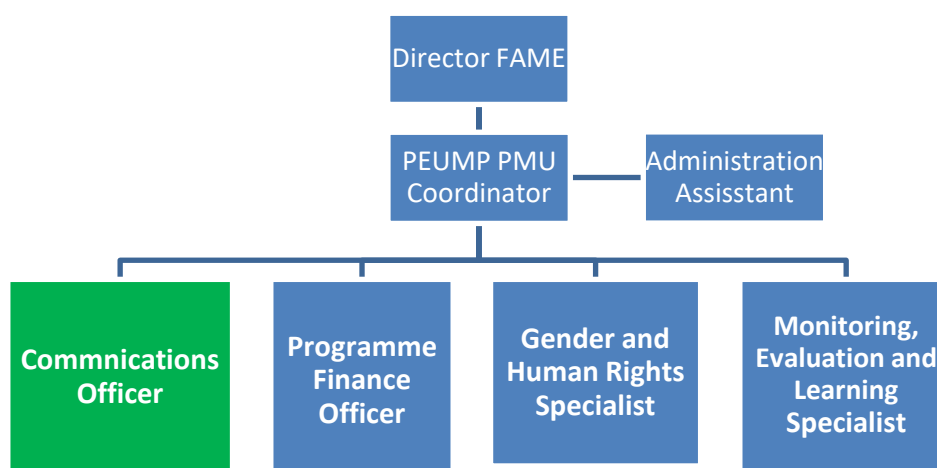 Director FAME
PEUMP PMU
Coordinator
Administration
Assisstant
Commnications
Officer
Programme
Finance
Officer
Gender and
Human Rights
Specialist
Monitoring,
Evaluation and
Learning
Specialist